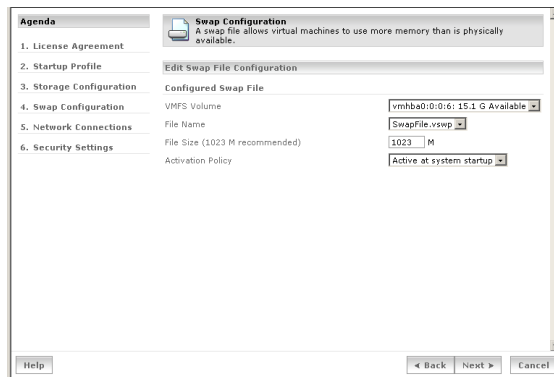 Agenda
1. License Agreement
2. Startup Profile
3. Storage Configuration
4. Swap Configuration
5. Network Connections
6. Security Settings
Swap Configuration
A swap file allows virtual machines to use more memory than is physically
available.
Edit Swap File Configuration
Configured Swap File
VMFS Volume
vmhba0:0:0:6: 15.1 G Available
File Name
SwapFile.vswp
File Size (1023 M recommended)
1023 M
Activation Policy
Active at system startup
Help
Back
Next
Cancel